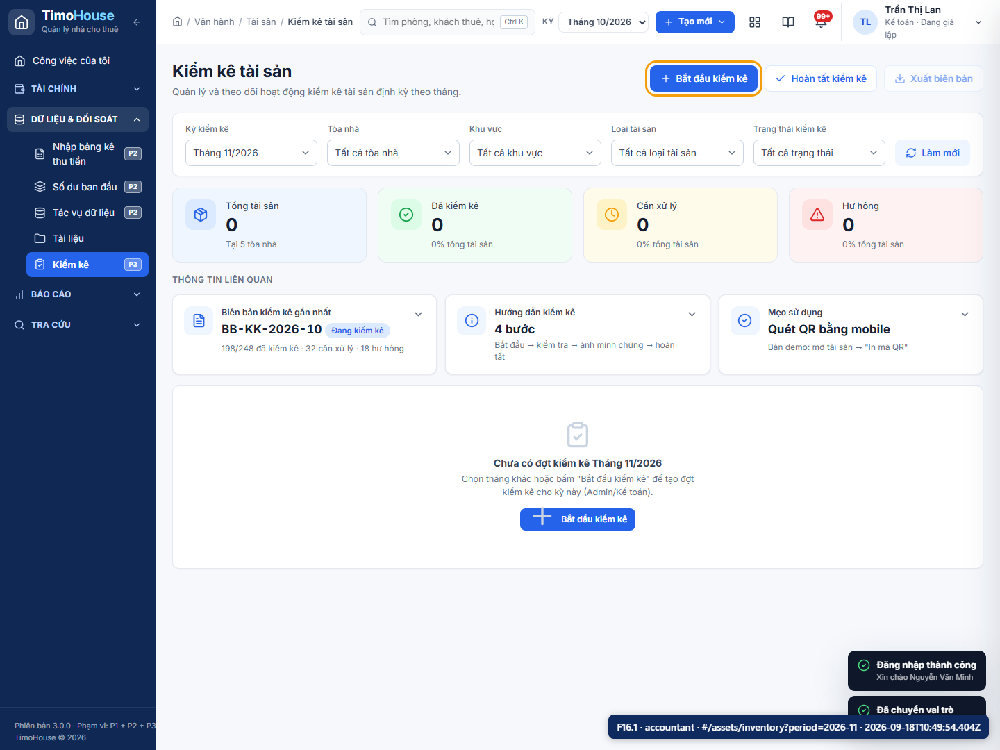 TimoHouse
Quản lý nhà cho thuê
Công việc của tôi
TÀI CHÍNH
DỮ LIỆU & ĐỐI SOÁT
Nhập bảng kê
thu tiền
P2
Số dư ban đầu
P2
Tác vụ dữ liệu
P2
Tài liệu
Kiểm kê
P3
BÁO CÁO
TRA CỨU
Phiên bản 3.0.0 · Phạm vi: P1 + P2 + P3
TimoHouse © 2026
/ Vận hành / Tài sản / Kiểm kê tài sản
Tìm phòng, khách thuê, hợ
Ctrl K
KỲ
Tháng 10/2026
Tạo mới
99+
TL
Trần Thị Lan
Kế toán · Đang giả
lập
Kiểm kê tài sản
Quản lý và theo dõi hoạt động kiểm kê tài sản định kỳ theo tháng.
Bắt đầu kiểm kê
Hoàn tất kiểm kê
Xuất biên bản
Kỳ kiểm kê
Tòa nhà
Khu vực
Loại tài sản
Trạng thái kiểm kê
Tháng 11/2026
Tất cả tòa nhà
Tất cả khu vực
Tất cả loại tài sản
Tất cả trạng thái
Làm mới
Tổng tài sản
0
Tại 5 tòa nhà
Đã kiểm kê
0
0% tổng tài sản
Cần xử lý
0
0% tổng tài sản
Hư hỏng
0
0% tổng tài sản
THÔNG TIN LIÊN QUAN
Biên bản kiểm kê gần nhất
BB-KK-2026-10 Đang kiểm kê
198/248 đã kiểm kê · 32 cần xử lý · 18 hư hỏng
Hướng dẫn kiểm kê
4 bước
Bắt đầu → kiểm tra → ảnh minh chứng → hoàn
tất
Mẹo sử dụng
Quét QR bằng mobile
Bản demo: mở tài sản → "In mã QR"
Chưa có đợt kiểm kê Tháng 11/2026
Chọn tháng khác hoặc bấm "Bắt đầu kiểm kê" để tạo đợt
kiểm kê cho kỳ này (Admin/Kế toán).
Bắt đầu kiểm kê
Đăng nhập thành công
Xin chào Nguyễn Văn Minh
Đã chuyển vai trò
F16.1 · accountant · #/assets/inventory?period=2026-11 · 2026-09-18T10:49:54.404Z